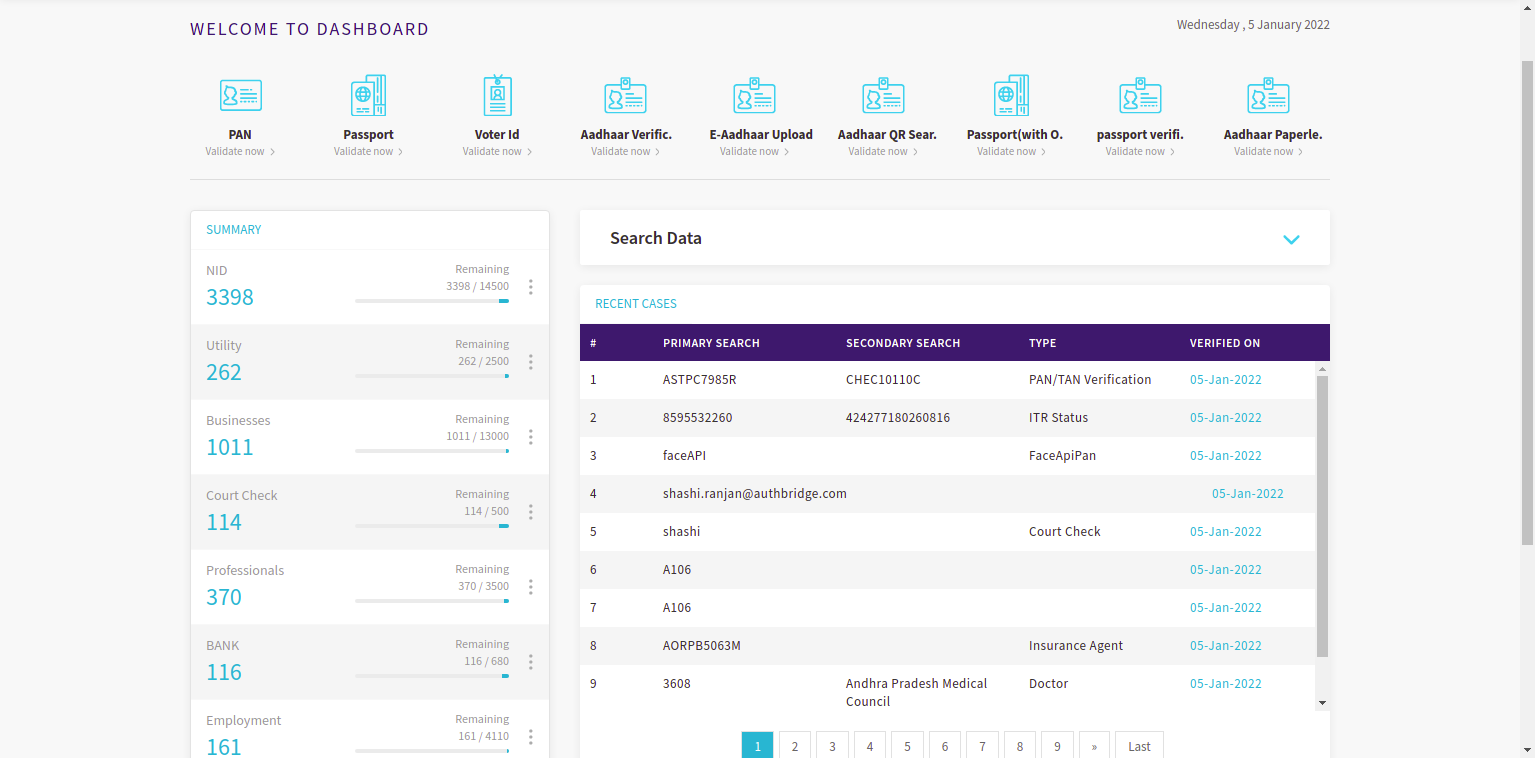 WELCOME TO DASHBOARD
Wednesday , 5 January 2022
PAN
Validate now
Passport
Validate now
Voter Id
Validate now
Aadhaar Verific.
Validate now
E-Aadhaar Upload
Validate now
Aadhaar QR Sear.
Validate now
Passport(with O.
Validate now
passport verifi.
Validate now
Aadhaar Paperle.
Validate now
SUMMARY
NID
3398
Remaining
3398 / 14500
Utility
262
Remaining
262 / 2500
Businesses
1011
Remaining
1011 / 13000
Court Check
114
Remaining
114 / 500
Professionals
370
Remaining
370 / 3500
BANK
116
Remaining
116 / 680
Employment
161
Remaining
161 / 4110
Search Data
RECENT CASES
# PRIMARY SEARCH SECONDARY SEARCH TYPE VERIFIED ON
1 ASTPC7985R CHEC10110C PAN/TAN Verification 05-Jan-2022
2 8595532260 424277180260816 ITR Status 05-Jan-2022
3 faceAPI FaceApiPan 05-Jan-2022
4 shashi.ranjan@authbridge.com 05-Jan-2022
5 shashi Court Check 05-Jan-2022
6 A106 05-Jan-2022
7 A106 05-Jan-2022
8 AORPB5063M Insurance Agent 05-Jan-2022
9 3608 Andhra Pradesh Medical Doctor 05-Jan-2022
Council
1 2 3 4 5 6 7 8 9 » Last